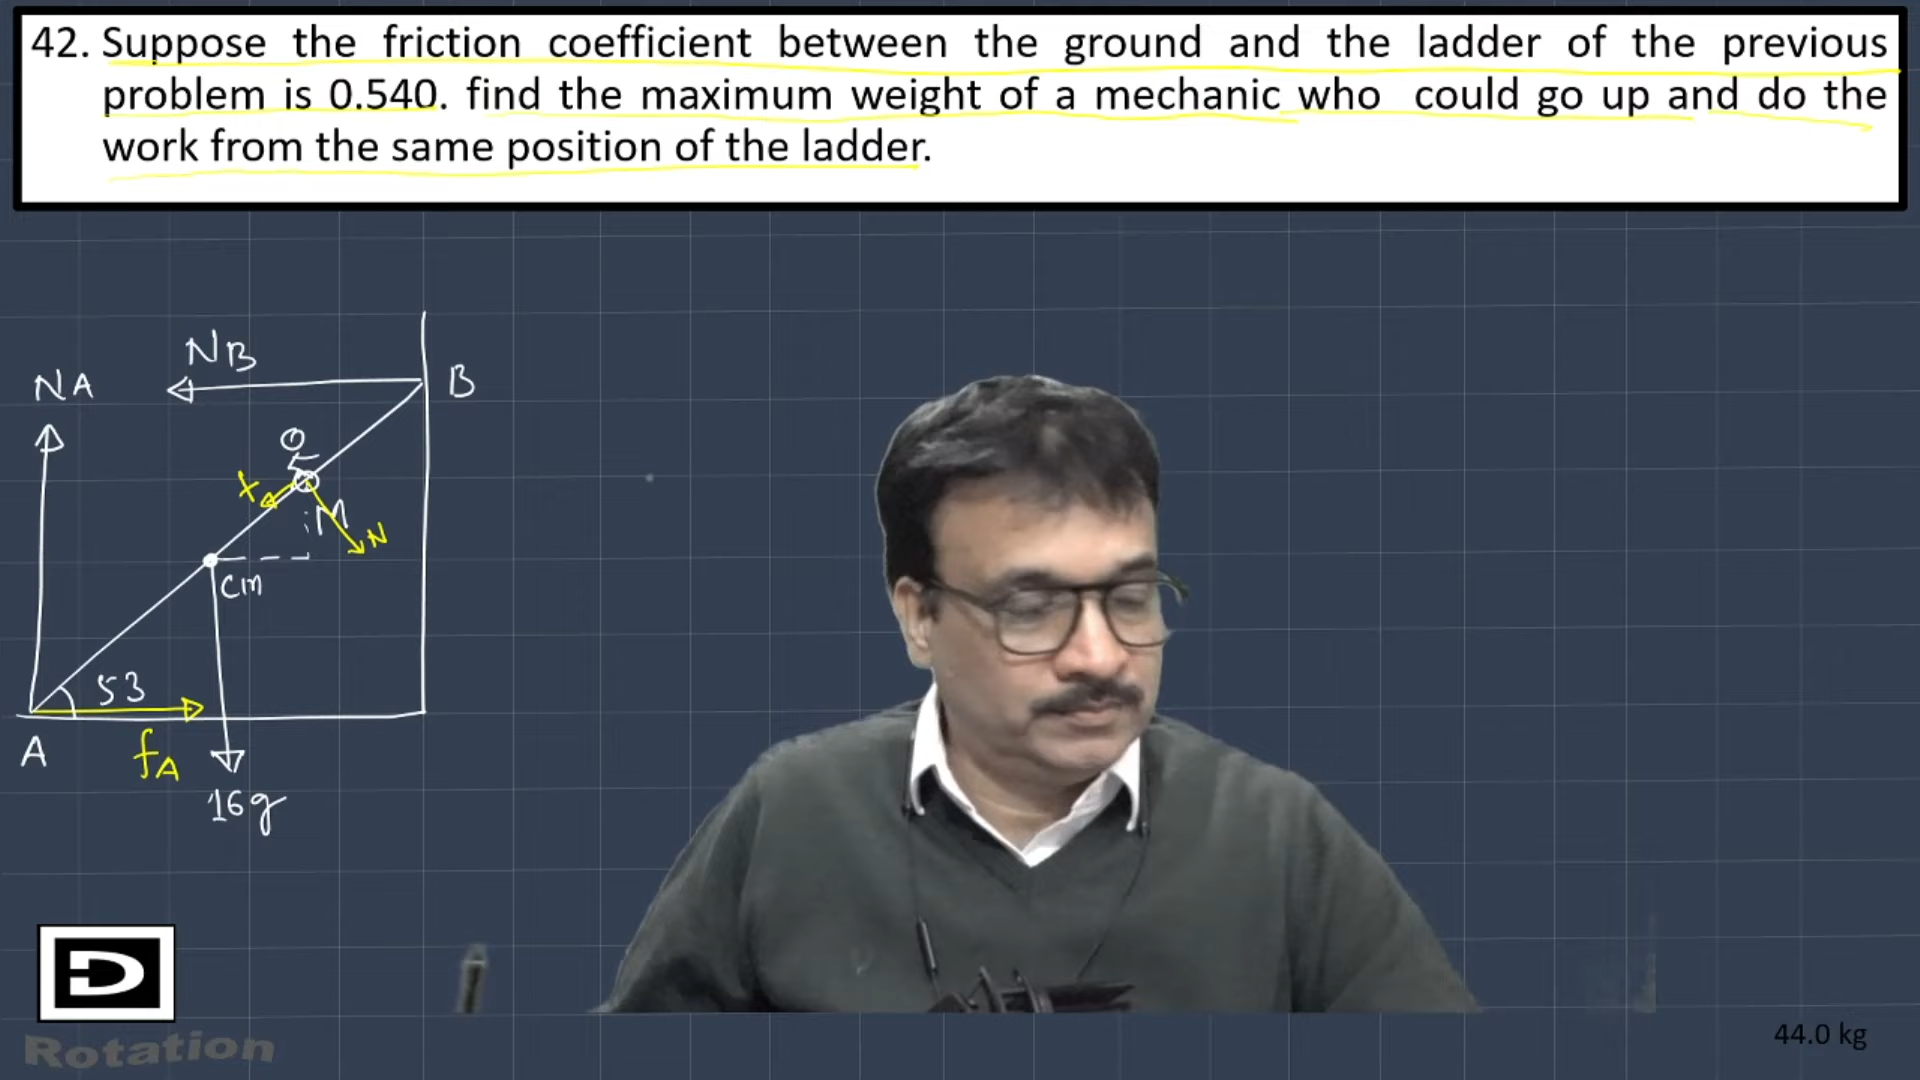 42. Suppose the friction coefficient between the ground and the ladder of the previous
problem is 0.540. find the maximum weight of a mechanic who could go up and do the
work from the same position of the ladder.
NB
NA
B
f
M
N
cm
53
A
fA
16g
D
Rotation
44.0 kg